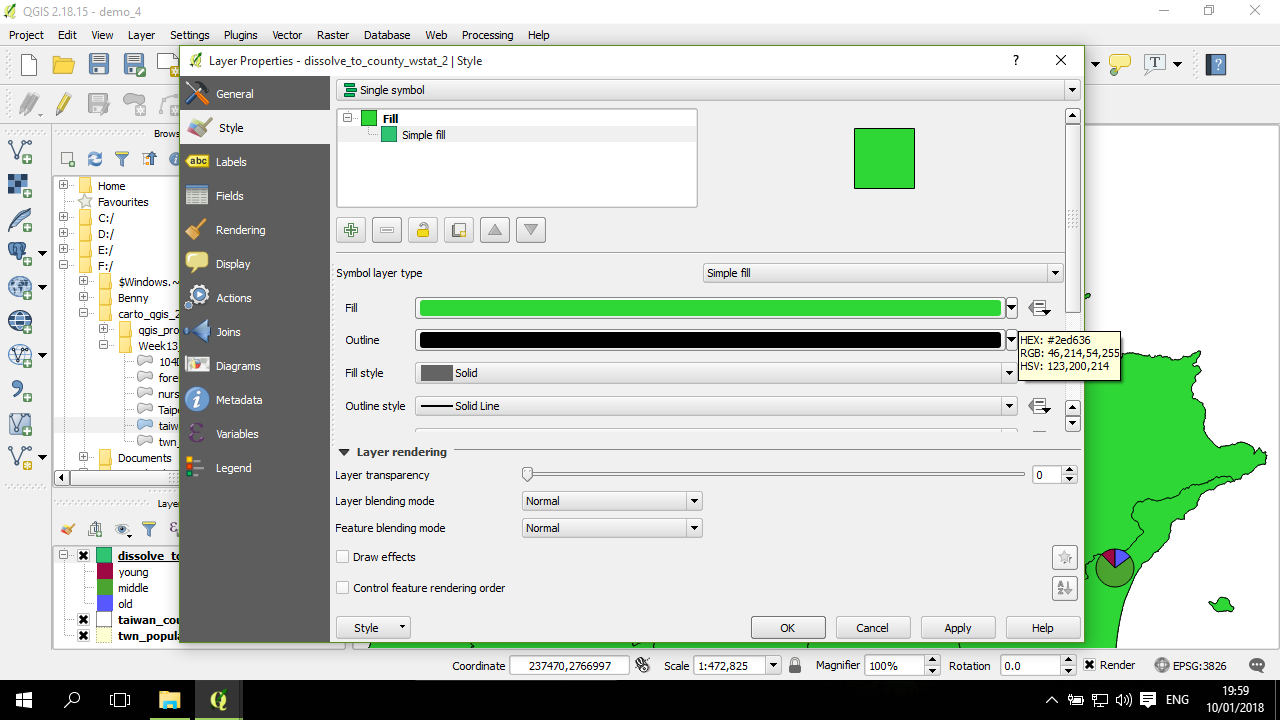 QGIS 2.18.15 - demo_4
Project Edit View Layer Settings Plugins Vector Raster Database Web Processing Help
Layer Properties - dissolve_to_county_wstat_2 | Style
?
T
?
General
Style
abc Labels
Fields
Rendering
Display
Actions
Joins
Diagrams
Metadata
Variables
Legend
Brows
Home
Favourites
C:/
D:/
E:/
F:/
$Windows.~
Benny
carto_qgis_2
qgis_pro
Week13_
104D
fore
nurs
Taipe
taiw
twn_
Documents
Laye
dissolve_to
young
middle
old
taiwan_cou
twn_popula
Single symbol
Fill
Simple fill
Symbol layer type
Simple fill
Fill
Outline
HEX: #2ed636
RGB: 46,214,54,255
HSV: 123,200,214
Fill style
Solid
Outline style
Solid Line
Layer rendering
Layer transparency
0
Layer blending mode
Normal
Feature blending mode
Normal
Draw effects
Control feature rendering order
Style
OK
Cancel
Apply
Help
Coordinate 237470,2766997 Scale 1:472,825 Magnifier 100% Rotation 0.0 Render EPSG:3826
ENG
19:59
10/01/2018